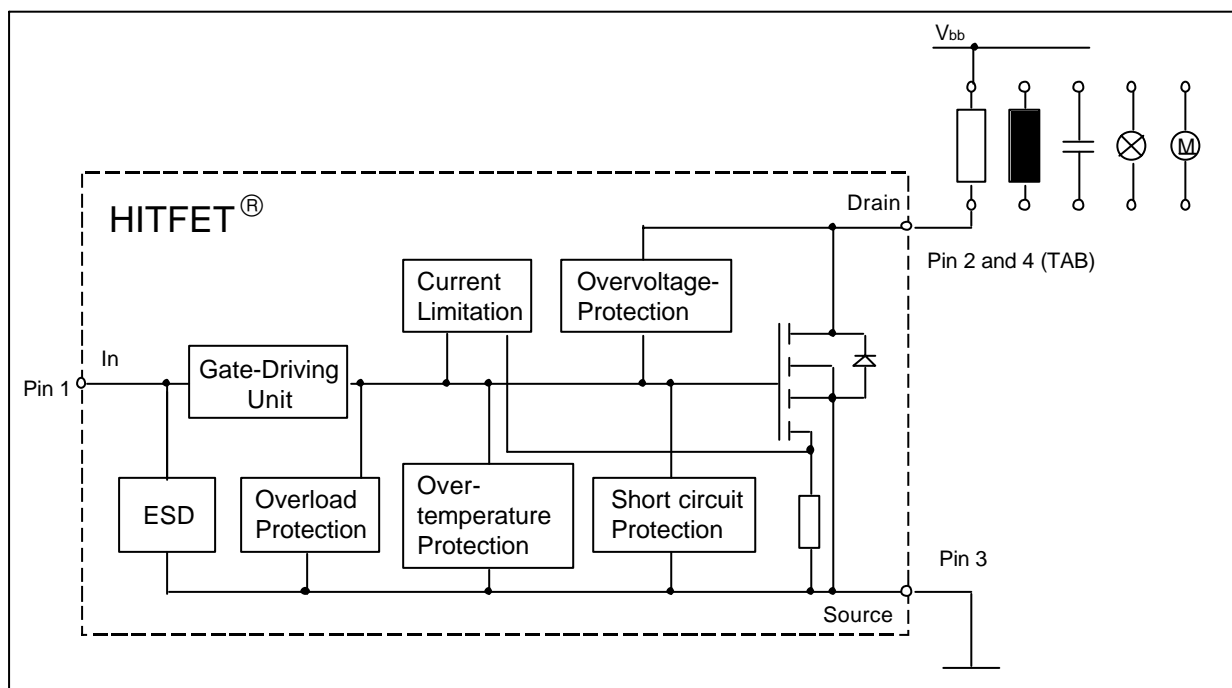 Vbb
M
HITFET ®
Drain
Pin 2 and 4 (TAB)
Current
Limitation
Overvoltage-
Protection
In
Pin 1
Gate-Driving
Unit
ESD
Overload
Protection
Over-
temperature
Protection
Short circuit
Protection
Pin 3
Source